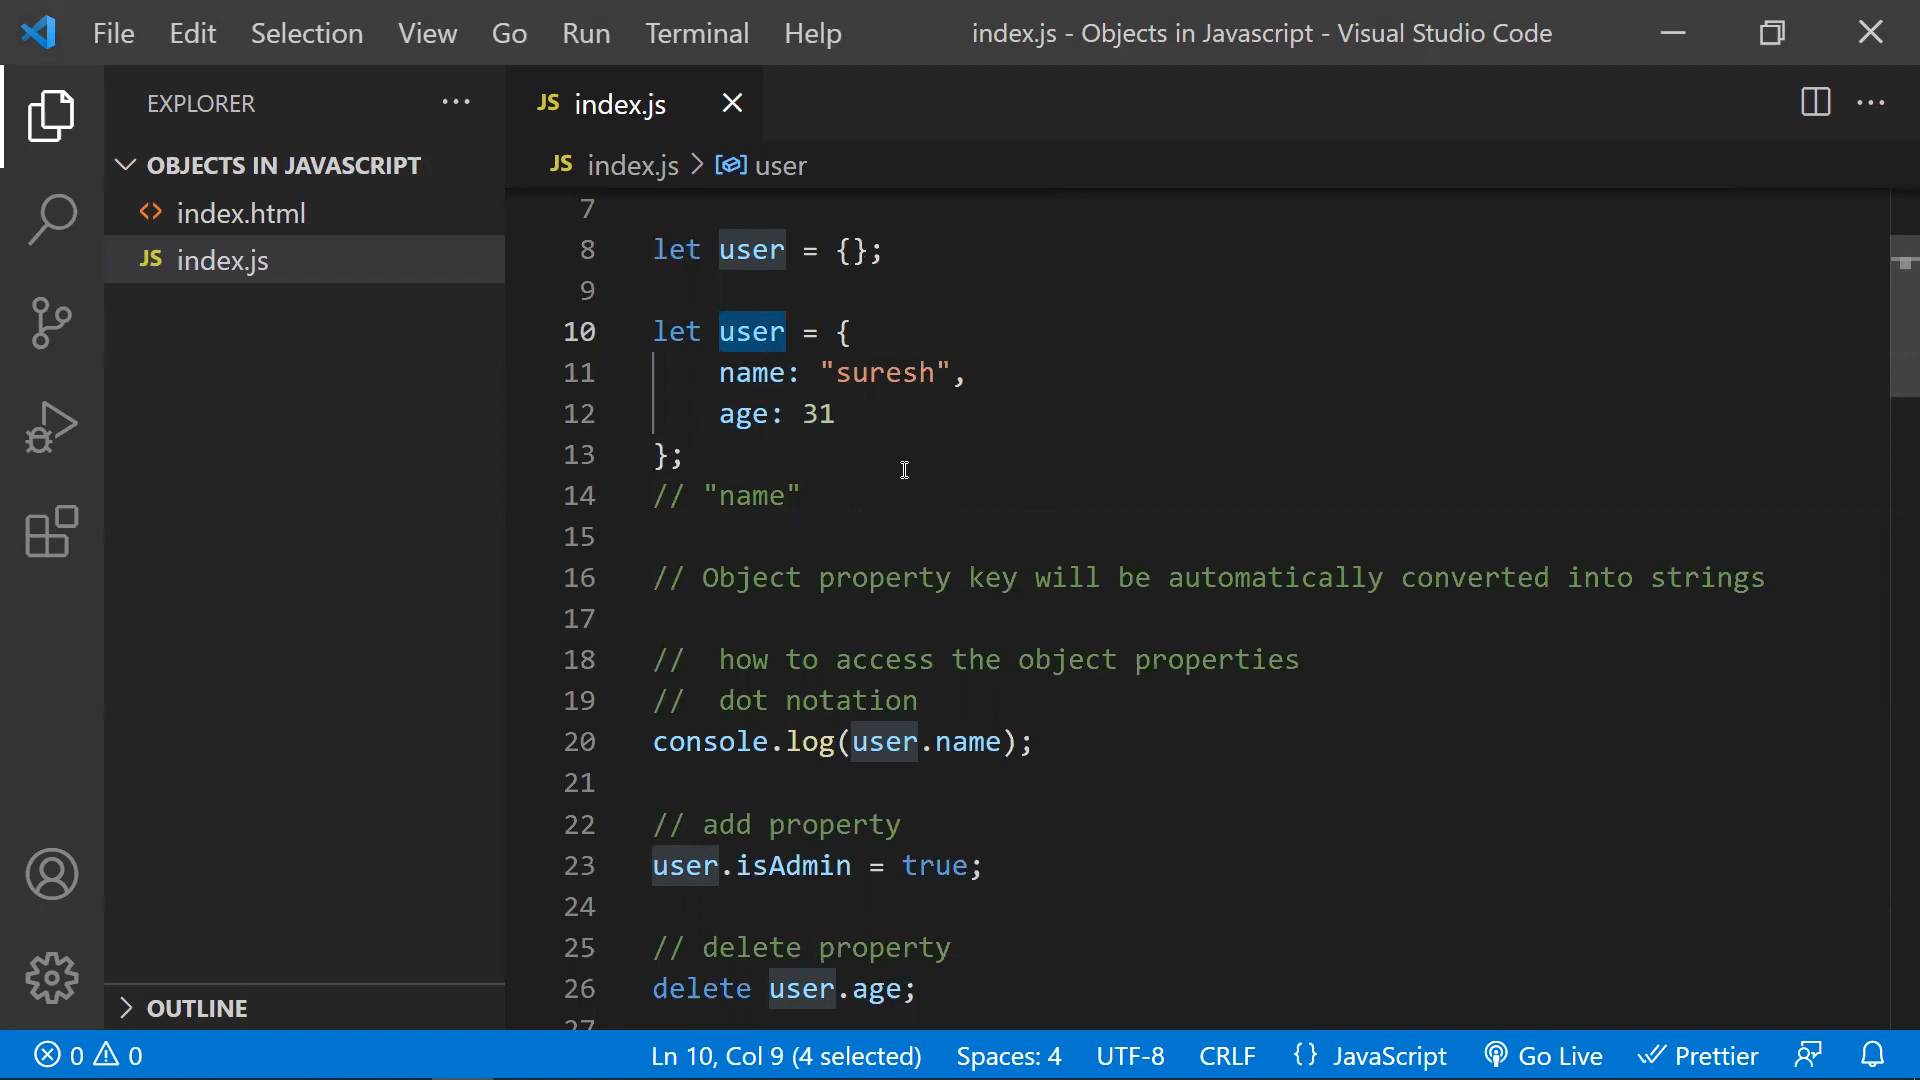 File Edit Selection View Go Run Terminal Help index.js - Objects in Javascript - Visual Studio Code
EXPLORER
OBJECTS IN JAVASCRIPT
index.html
JS index.js
OUTLINE
JS index.js
JS index.js > user
7
8 let user = {};
9
10 let user = {
11 name: "suresh",
12 age: 31
13 };
14 // "name"
15
16 // Object property key will be automatically converted into strings
17
18 // how to access the object properties
19 // dot notation
20 console.log(user.name);
21
22 // add property
23 user.isAdmin = true;
24
25 // delete property
26 delete user.age;
27
0 0 Ln 10, Col 9 (4 selected) Spaces: 4 UTF-8 CRLF {} JavaScript Go Live Prettier